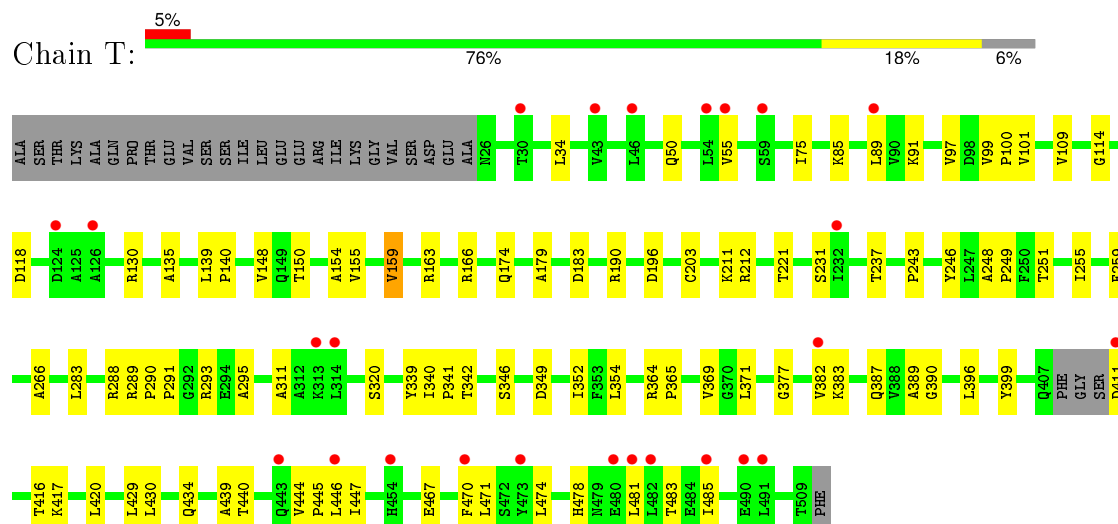 5%
Chain T:
76% 18% 6%
ALA SER THR LYS ALA GLN PRO THR GLU VAL SER SER ILE LEU GLU GLU ARG ILE LYS GLY VAL SER ASP GLU ALA N26 T30 L34 V43 L46 Q50 L54 V55 S59 I75 K85 L89 V90 K91 V97 D98 V99 P100 V101 V109 G114
D118 D124 A125 A126 R130 A135 L139 P140 V148 Q149 T150 A154 V155 V159 R163 R166 Q174 A179 D183 R190 D196 C203 K211 R212 T221 S231 I232 T237 P243 Y246 L247 A248 P249 F250 T251 I255
A266 L283 R288 R289 P290 P291 G292 R293 E294 A295 A311 A312 K313 L314 S320 Y339 I340 P341 T342 S346 D349 I352 F353 L354 R364 P365 V369 G370 L371 G377 V382 K383 Q387 V388 A389 G390 L396 Y399 Q407 PHE GLY SER
T416 K417 L420 L429 L430 Q434 A439 T440 Q443 V444 P445 L446 I447 H454 E467 F470 L471 S472 Y473 L474 H478 N479 E480 L481 L482 T483 E484 I485 E490 L491 T509 PHE